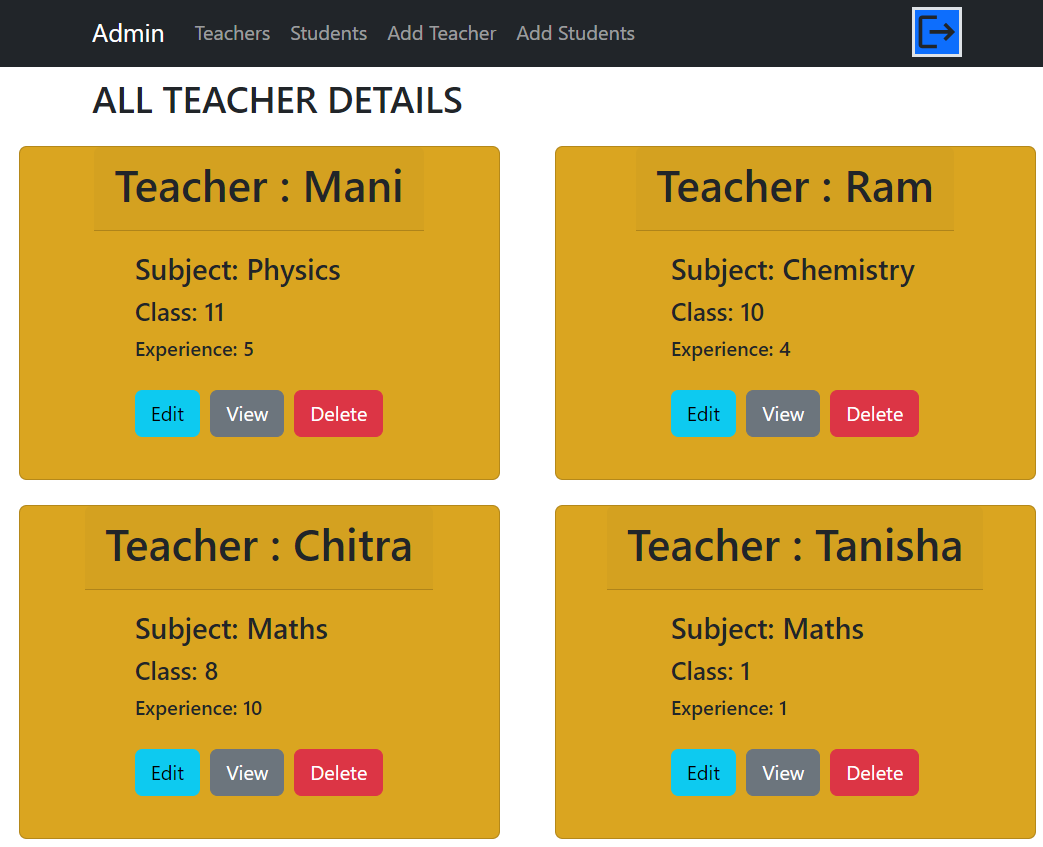 Admin Teachers Students Add Teacher Add Students
ALL TEACHER DETAILS
Teacher : Mani
Subject: Physics
Class: 11
Experience: 5
Edit View Delete
Teacher : Ram
Subject: Chemistry
Class: 10
Experience: 4
Edit View Delete
Teacher : Chitra
Subject: Maths
Class: 8
Experience: 10
Edit View Delete
Teacher : Tanisha
Subject: Maths
Class: 1
Experience: 1
Edit View Delete